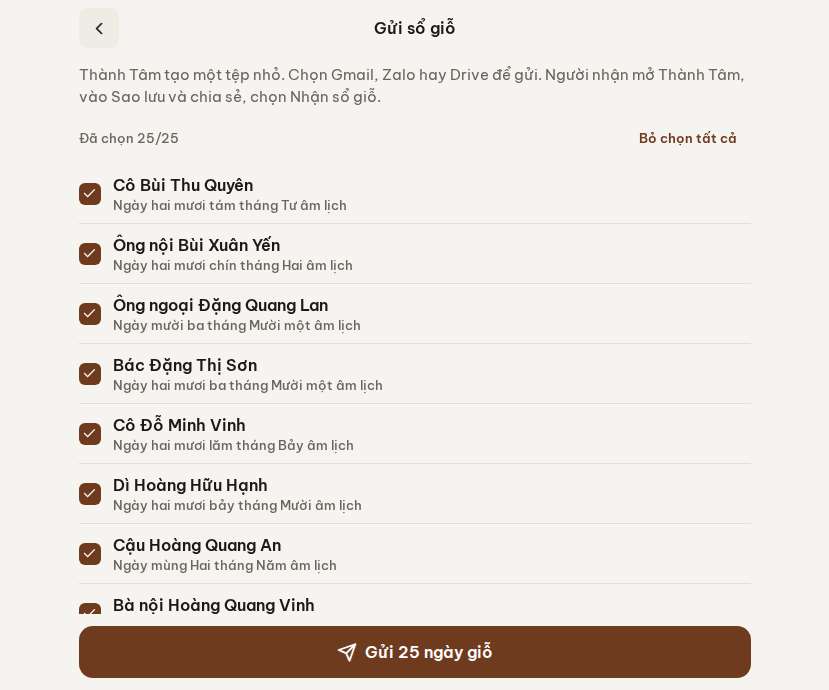 Gửi sổ giỗ
Thành Tâm tạo một tệp nhỏ. Chọn Gmail, Zalo hay Drive để gửi. Người nhận mở Thành Tâm,
vào Sao lưu và chia sẻ, chọn Nhận sổ giỗ.
Đã chọn 25/25
Bỏ chọn tất cả
Cô Bùi Thu Quyên
Ngày hai mươi tám tháng Tư âm lịch
Ông nội Bùi Xuân Yến
Ngày hai mươi chín tháng Hai âm lịch
Ông ngoại Đặng Quang Lan
Ngày mười ba tháng Mười một âm lịch
Bác Đặng Thị Sơn
Ngày hai mươi ba tháng Mười một âm lịch
Cô Đỗ Minh Vinh
Ngày hai mươi lăm tháng Bảy âm lịch
Dì Hoàng Hữu Hạnh
Ngày hai mươi bảy tháng Mười âm lịch
Cậu Hoàng Quang An
Ngày mùng Hai tháng Năm âm lịch
Bà nội Hoàng Quang Vinh
Gửi 25 ngày giỗ